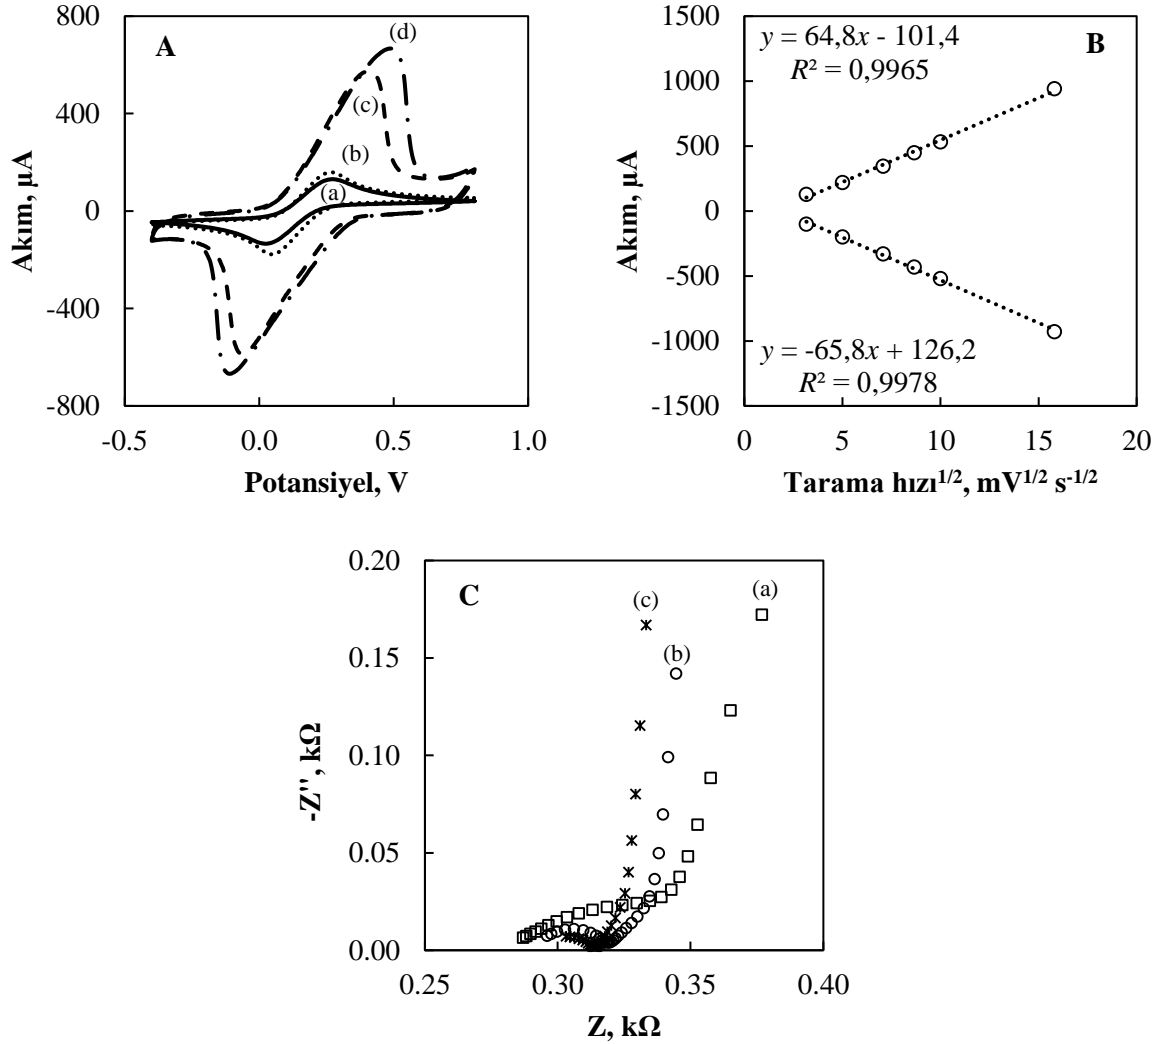 800
400
0
-400
-800
-0.5
0.0
0.5
1.0
Akım, µA
Potansiyel, V
A
(d)
(c)
(b)
(a)
1500
1000
500
0
-500
-1000
-1500
0
5
10
15
20
Akım, µA
Tarama hızı1/2, mV1/2 s-1/2
B
y = 64,8x - 101,4
R² = 0,9965
y = -65,8x + 126,2
R² = 0,9978
0.20
0.15
0.10
0.05
0.00
0.25
0.30
0.35
0.40
-Z'', kΩ
Z, kΩ
C
(c)
(a)
(b)